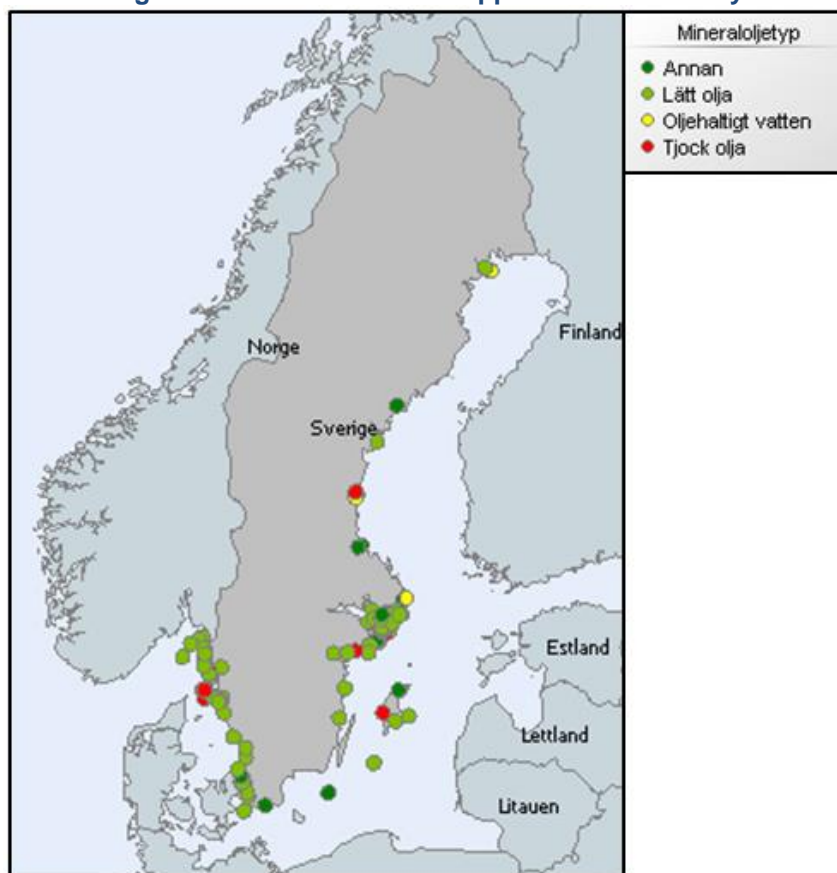 Mineraloljetyp
Annan
Lätt olja
Oljehaltigt vatten
Tjock olja
Finland
Norge
Sverige
Estland
Lettland
Litauen